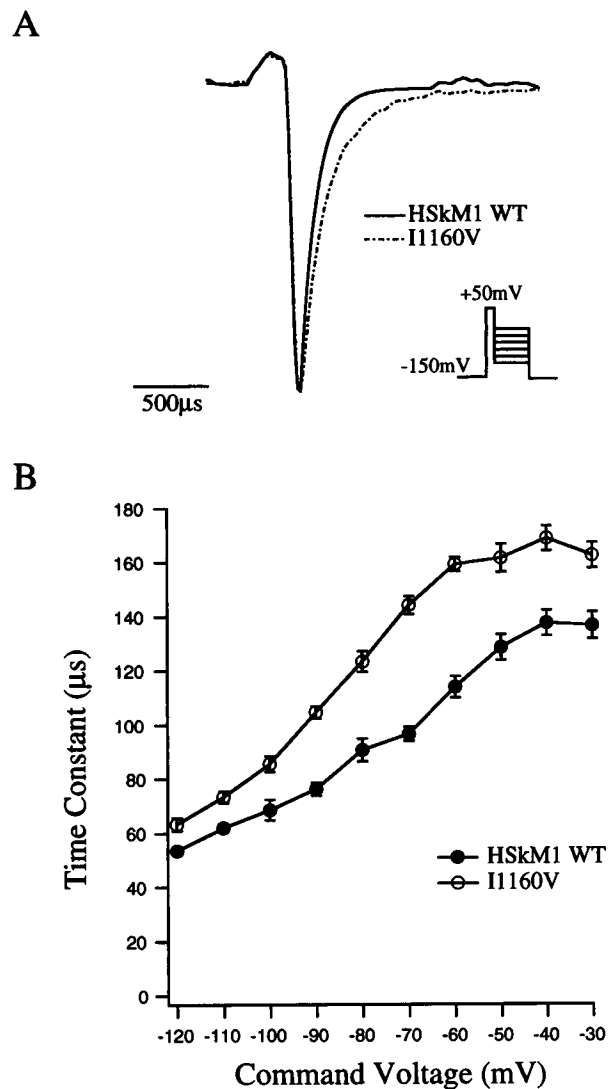 A
HSkM1 WT
I1160V
+50mV
-150mV
500μs
B
Time Constant (μs)
180
160
140
120
100
80
60
40
20
0
HSkM1 WT
I1160V
-120 -110 -100 -90 -80 -70 -60 -50 -40 -30
Command Voltage (mV)